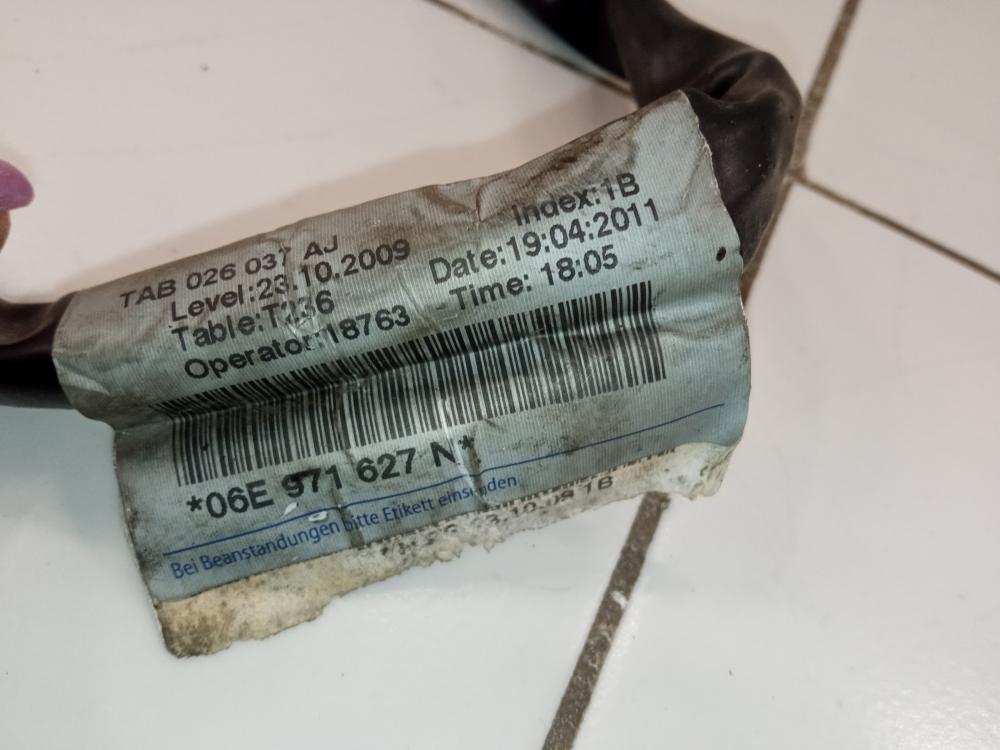 TAB 026 037 AJ Index:1B
Level:23.10.2009 Date:19:04:2011
Table:T236 Time: 18:05
Operator:18763
*06E 971 627 N*
Bei Beanstandungen bitte Etikett einsenden
1B